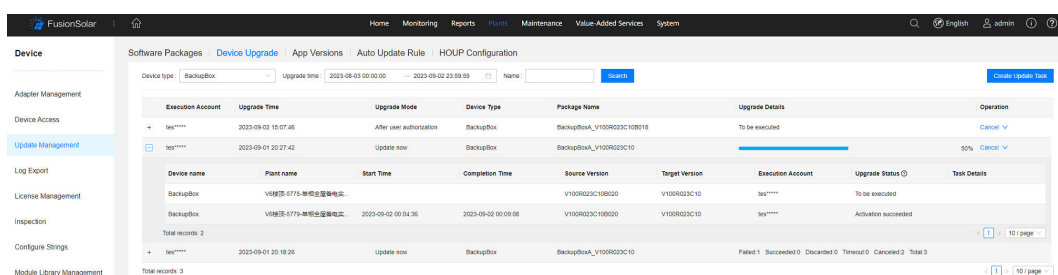 FusionSolar
Home Monitoring Reports Plants Maintenance Value-Added Services System
English admin
Device
Software Packages Device Upgrade App Versions Auto Update Rule HOUP Configuration
Device type: BackupBox Upgrade time: 2023-08-03 00:00:00 → 2023-09-02 23:59:59 Name: Search Create Update Task
Adapter Management
Device Access
Update Management
Log Export
License Management
Inspection
Configure Strings
Module Library Management
Execution Account Upgrade Time Upgrade Mode Device Type Package Name Upgrade Details Operation
+ tes***** 2023-09-02 15:07:46 After user authorization BackupBox BackupBoxA_V100R023C10B018 To be executed Cancel
tes***** 2023-09-01 20:27:42 Update now BackupBox BackupBoxA_V100R023C10 50% Cancel
Device name Plant name Start Time Completion Time Source Version Target Version Execution Account Upgrade Status Task Details
BackupBox V100R023C10B020 V100R023C10 tes***** To be executed
BackupBox 2023-09-02 00:04:36 2023-09-02 00:09:08 V100R023C10B020 V100R023C10 tes***** Activation succeeded
Total records: 2 < 1 > 10 / page
+ tes***** 2023-09-01 20:18:26 Update now BackupBox BackupBoxA_V100R023C10 Failed:1 Succeeded:0 Discarded:0 Timeout:0 Canceled:2 Total:3
Total records: 3 < 1 > 10 / page